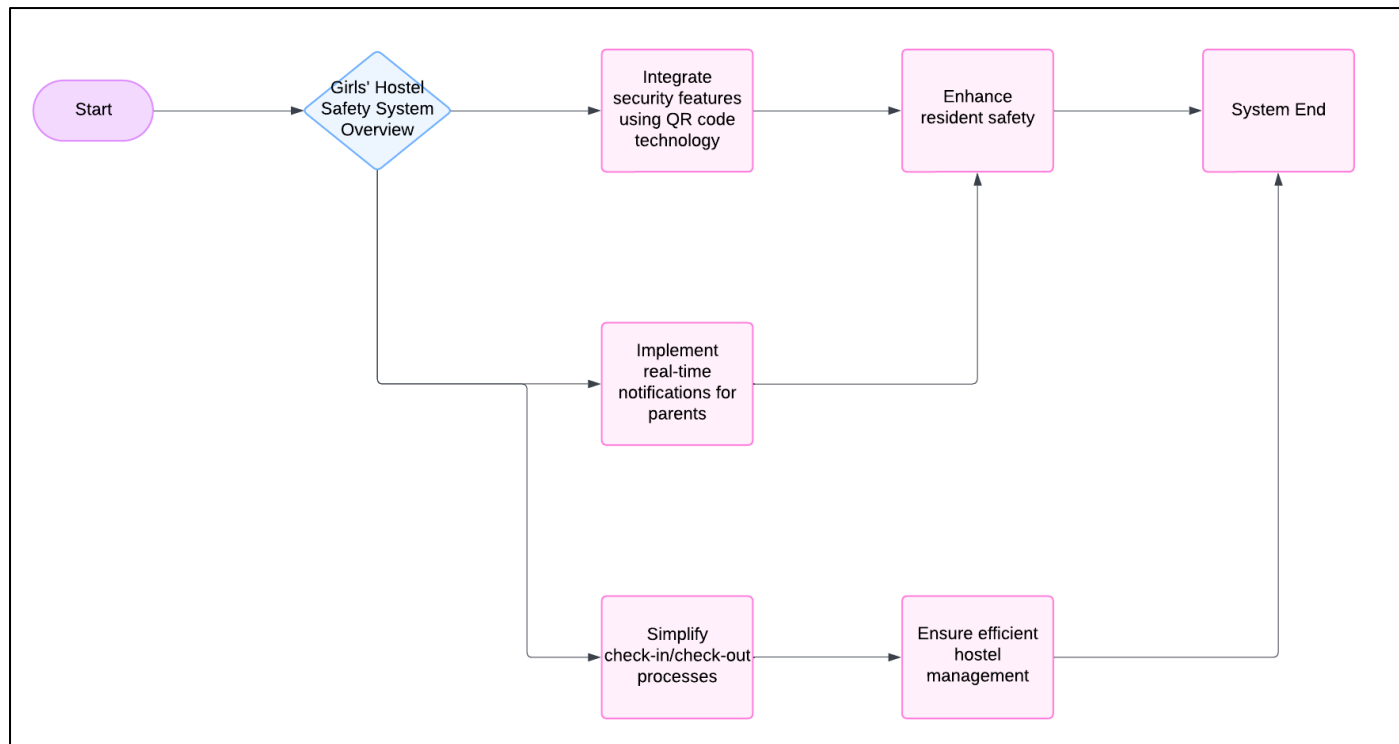 Start
Girls' Hostel
Safety System
Overview
Integrate
security features
using QR code
technology
Enhance
resident safety
System End
Implement
real-time
notifications for
parents
Simplify
check-in/check-out
processes
Ensure efficient
hostel
management